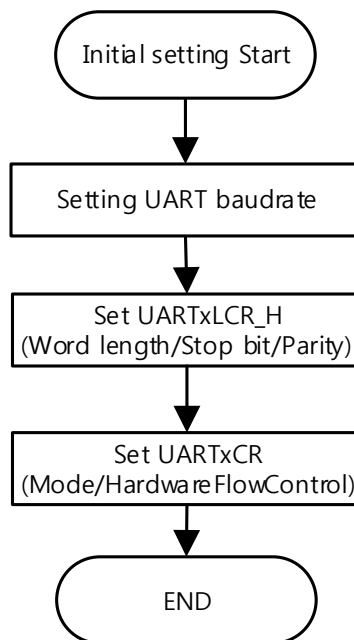 Initial setting Start
Setting UART baudrate
Set UARTxLCR_H
(Word length/Stop bit/Parity)
Set UARTxCR
(Mode/HardwareFlowControl)
END